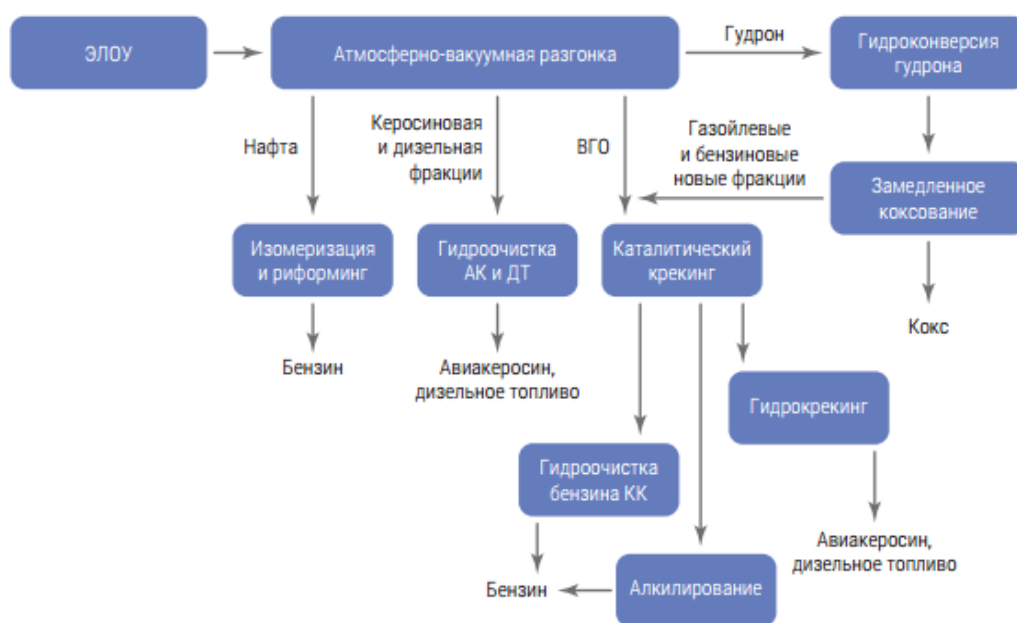 ЭЛОУ
Атмосферно-вакуумная разгонка
Гудрон
Гидроконверсия
гудрона
Нафта
Керосиновая
и дизельная
фракции
ВГО
Газойлевые
и бензиновые
новые фракции
Замедленное
коксование
Изомеризация
и риформинг
Гидроочистка
АК и ДТ
Каталитический
крекинг
Кокс
Бензин
Авиакеросин,
дизельное топливо
Гидрокрекинг
Гидроочистка
бензина КК
Авиакеросин,
дизельное топливо
Бензин
Алкилирование